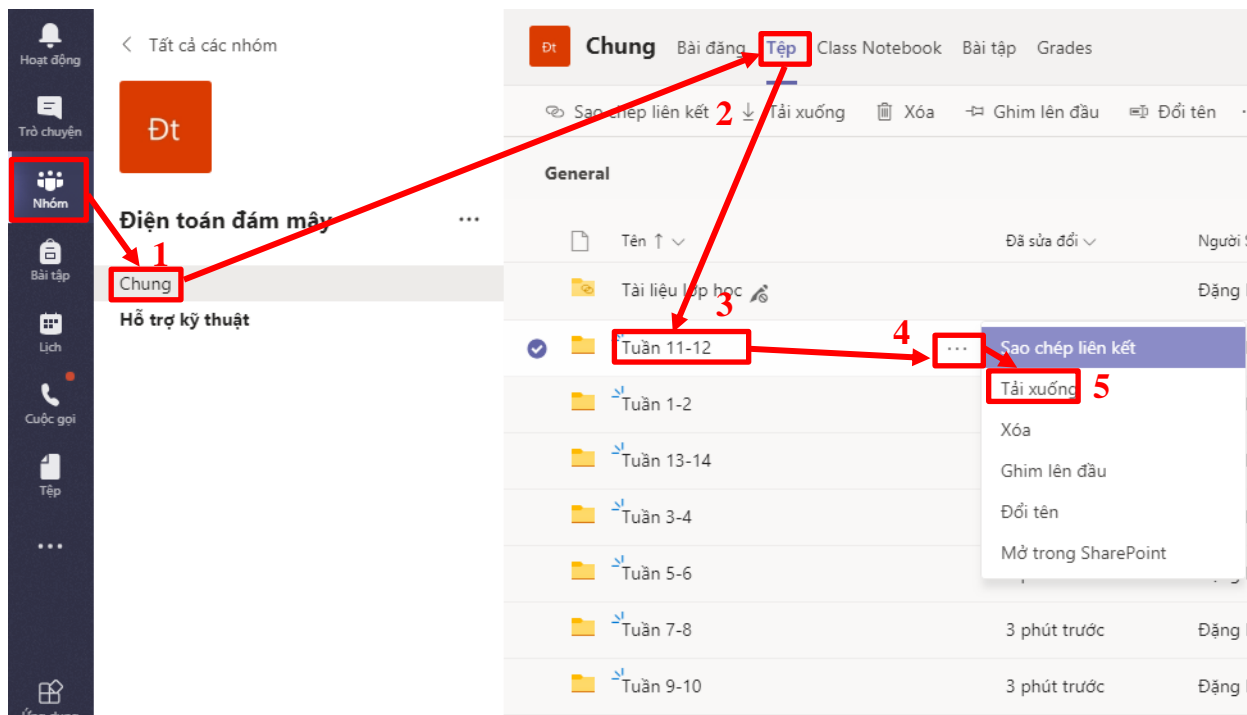 Hoạt động
Trò chuyện
Nhóm
Bài tập
Lịch
Cuộc gọi
Tệp
Ứng dụng
Tất cả các nhóm
Đt
Điện toán đám mây
1
Chung
Hỗ trợ kỹ thuật
Đt Chung Bài đăng Tệp Class Notebook Bài tập Grades
Sao chép liên kết 2 Tải xuống Xóa Ghim lên đầu Đổi tên
General
Tên Đã sửa đổi Người
Tài liệu lớp học Đặng
3
4
Tuần 11-12
Tuần 1-2
Tuần 13-14
Tuần 3-4
Tuần 5-6
Tuần 7-8 3 phút trước Đặng
Tuần 9-10 3 phút trước Đặng
Sao chép liên kết
Tải xuống 5
Xóa
Ghim lên đầu
Đổi tên
Mở trong SharePoint